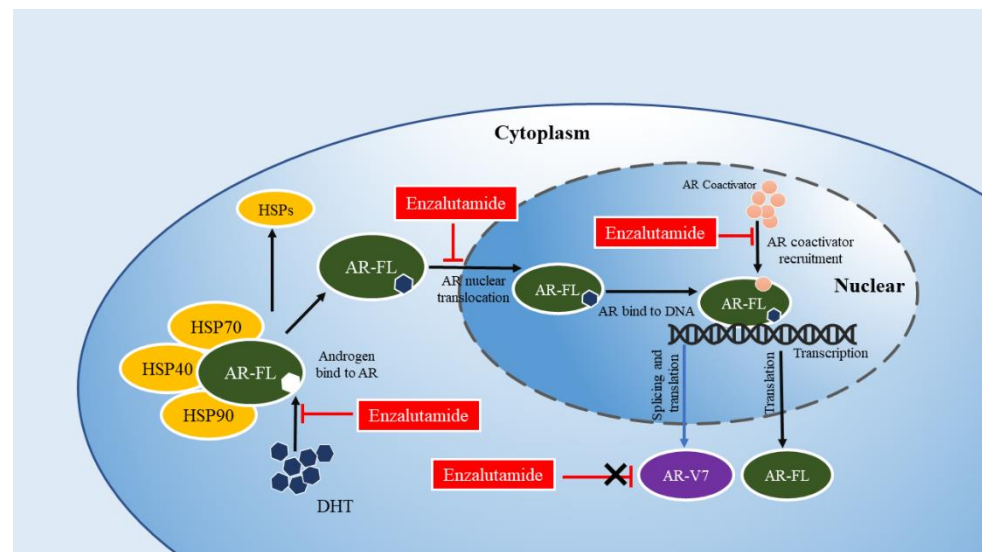 Cytoplasm
AR Coactivator
Enzalutamide
HSPs
Enzalutamide
AR coactivator
recruitment
AR-FL
AR nuclear
translocation
AR-FL
AR bind to DNA
AR-FL
Nuclear
HSP70
HSP40
AR-FL
HSP90
Androgen
bind to AR
Transcription
Splicing and
translation
Translation
Enzalutamide
DHT
Enzalutamide
AR-V7
AR-FL